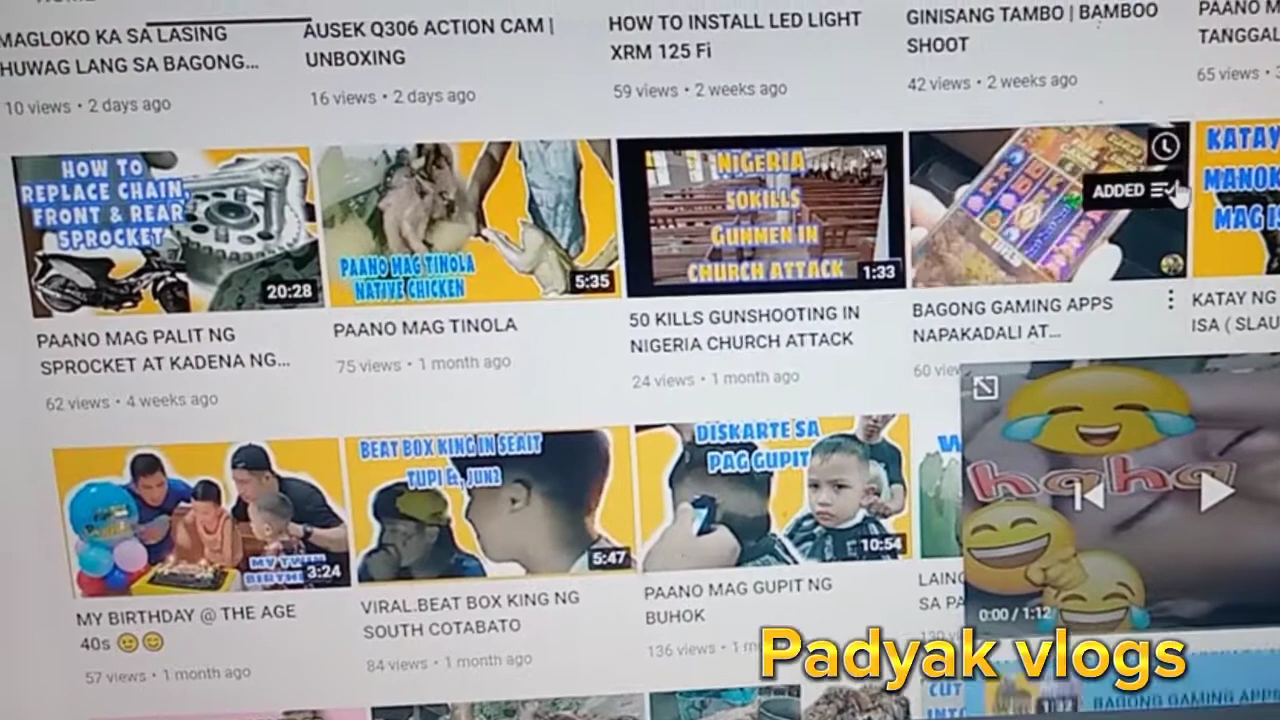 MAGLOKO KA SA LASING
HUWAG LANG SA BAGONG...
10 views • 2 days ago
AUSEK Q306 ACTION CAM |
UNBOXING
16 views • 2 days ago
HOW TO INSTALL LED LIGHT
XRM 125 Fi
59 views • 2 weeks ago
GINISANG TAMBO | BAMBOO
SHOOT
42 views • 2 weeks ago
PAANO M
TANGGAL
65 views •
HOW TO
REPLACE CHAIN,
FRONT & REAR
SPROCKET
20:28
PAANO MAG TINOLA
NATIVE CHICKEN
5:35
NIGERIA
50KILLS
GUNMEN IN
CHURCH ATTACK
1:33
ADDED
KATAY
MANOK
MAG I
PAANO MAG PALIT NG
SPROCKET AT KADENA NG...
62 views • 4 weeks ago
PAANO MAG TINOLA
75 views • 1 month ago
50 KILLS GUNSHOOTING IN
NIGERIA CHURCH ATTACK
24 views • 1 month ago
BAGONG GAMING APPS
NAPAKADALI AT...
60 view
KATAY NG
ISA ( SLAU
MY TWIN
BIRTH
3:24
BEAT BOX KING IN SEAIT
TUPI & JUN2
5:47
DISKARTE SA
PAG GUPIT
10:54
haha
0:00 / 1:12
MY BIRTHDAY @ THE AGE
40s
57 views • 1 month ago
VIRAL.BEAT BOX KING NG
SOUTH COTABATO
84 views • 1 month ago
PAANO MAG GUPIT NG
BUHOK
136 views • 1 m
LAING
SA PA
Padyak vlogs
CUT
INTO
BAGONG GAMING APP